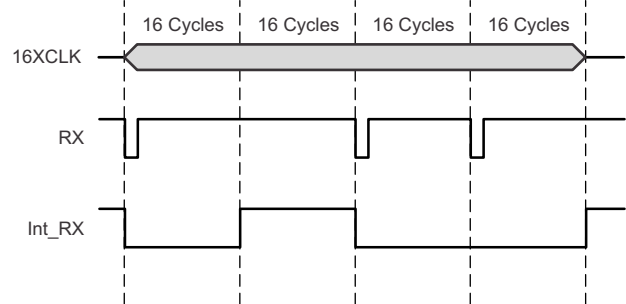 16 Cycles 16 Cycles 16 Cycles 16 Cycles
16XCLK
RX
Int_RX